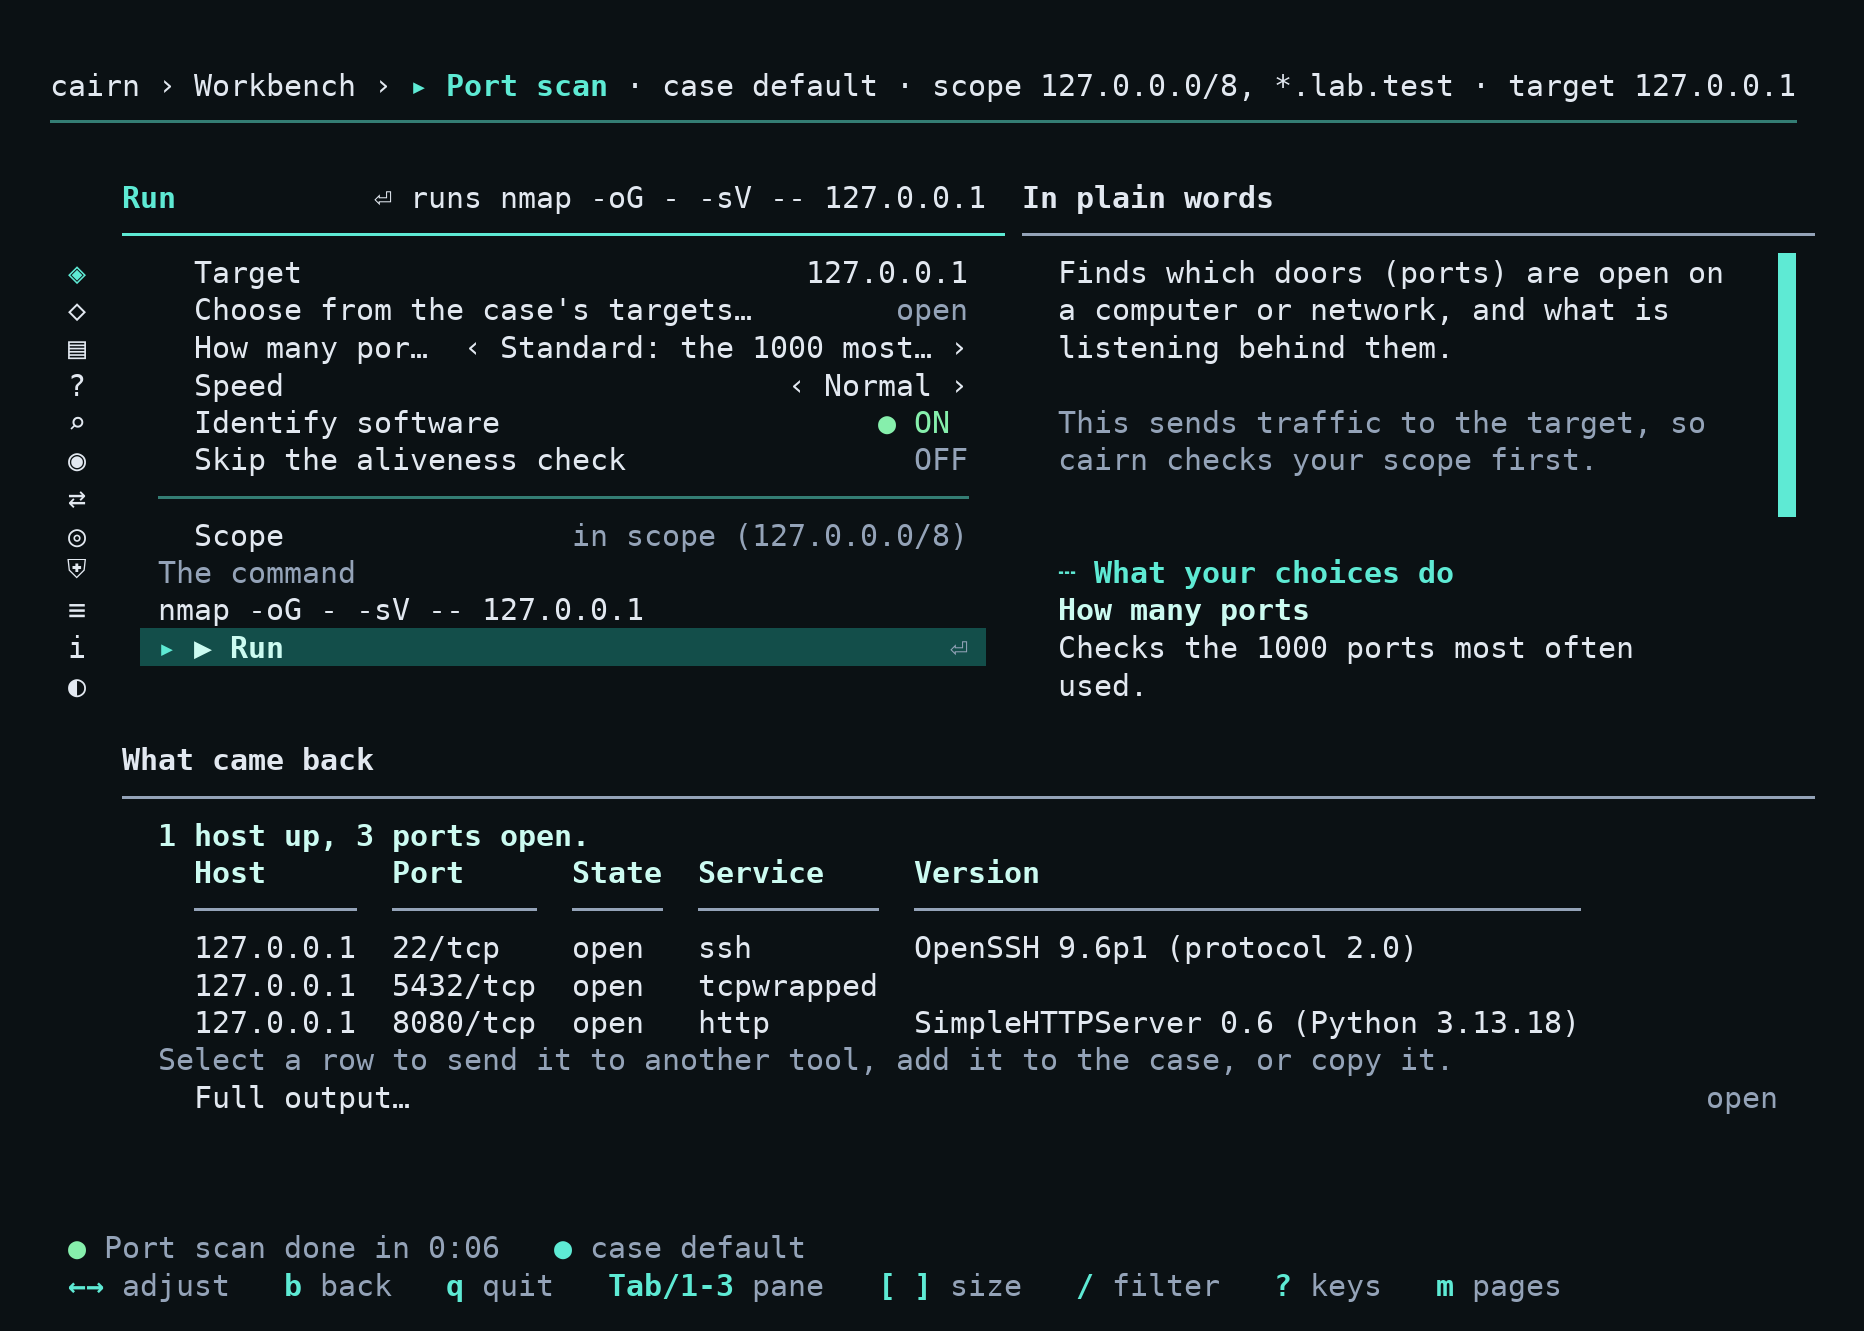 cairn › Workbench › ▸ Port scan · case default · scope 127.0.0.0/8, *.lab.test · target 127.0.0.1
Run ⏎ runs nmap -oG - -sV -- 127.0.0.1
Target 127.0.0.1
Choose from the case's targets… open
How many por… ‹ Standard: the 1000 most… ›
Speed ‹ Normal ›
Identify software ● ON
Skip the aliveness check OFF
Scope in scope (127.0.0.0/8)
The command
nmap -oG - -sV -- 127.0.0.1
▸ ▶ Run ⏎
In plain words
Finds which doors (ports) are open on
a computer or network, and what is
listening behind them.
This sends traffic to the target, so
cairn checks your scope first.
┄ What your choices do
How many ports
Checks the 1000 ports most often
used.
What came back
1 host up, 3 ports open.
Host Port State Service Version
127.0.0.1 22/tcp open ssh OpenSSH 9.6p1 (protocol 2.0)
127.0.0.1 5432/tcp open tcpwrapped
127.0.0.1 8080/tcp open http SimpleHTTPServer 0.6 (Python 3.13.18)
Select a row to send it to another tool, add it to the case, or copy it.
Full output… open
● Port scan done in 0:06 ● case default
←→ adjust b back q quit Tab/1-3 pane [ ] size / filter ? keys m pages